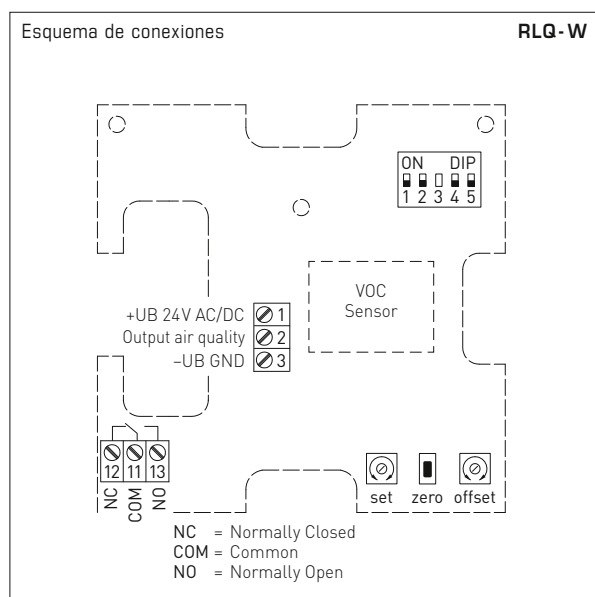 Esquema de conexiones RLQ-W
ON DIP
1 2 3 4 5
VOC
Sensor
+UB 24V AC/DC 1
Output air quality 2
–UB GND 3
12 11 13
NC COM NO
set zero offset
NC = Normally Closed
COM = Common
NO = Normally Open